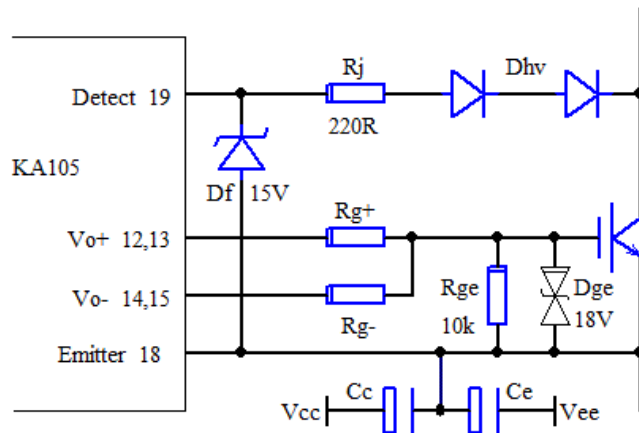 Rj
Dhv
Detect 19
220R
KA105
Df 15V
Rg+
Vo+ 12,13
Rge
Dge
Vo- 14,15
10k
18V
Rg-
Emitter 18
Cc
Ce
Vcc
Vee